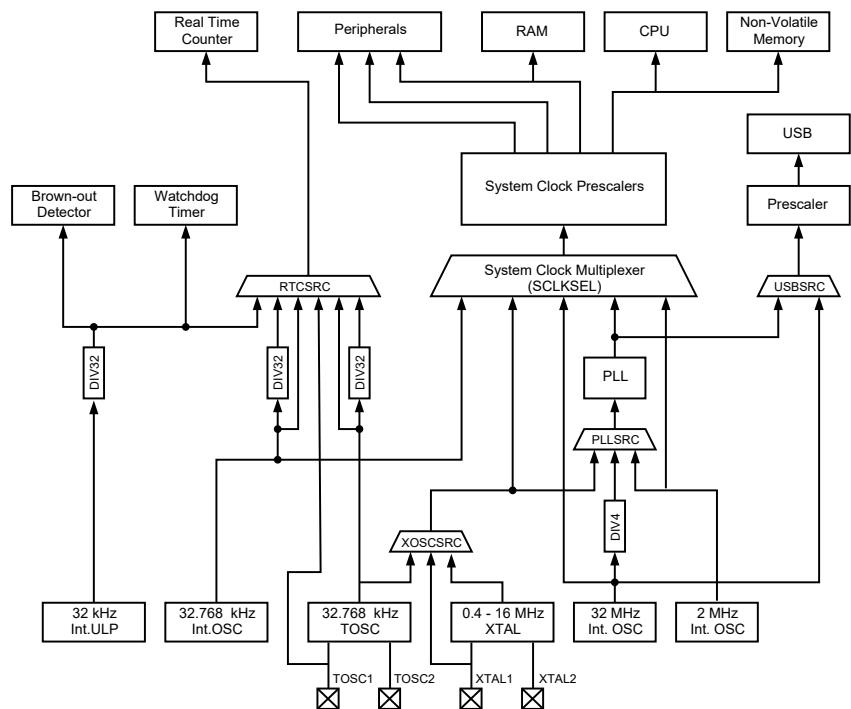 Real Time
Counter
Peripherals
RAM
CPU
Non-Volatile
Memory
USB
System Clock Prescalers
Brown-out
Detector
Watchdog
Timer
Prescaler
RTCSRC
System Clock Multiplexer
(SCLKSEL)
USBSRC
DIV32
DIV32
DIV32
PLL
PLLSRC
DIV4
XOSCSRC
32 kHz
Int.ULP
32.768 kHz
Int.OSC
32.768 kHz
TOSC
0.4 - 16 MHz
XTAL
32 MHz
Int. OSC
2 MHz
Int. OSC
TOSC1
TOSC2
XTAL1
XTAL2